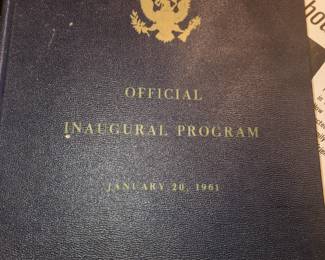 OFFICIAL
INAUGURAL PROGRAM
JANUARY 20, 1961